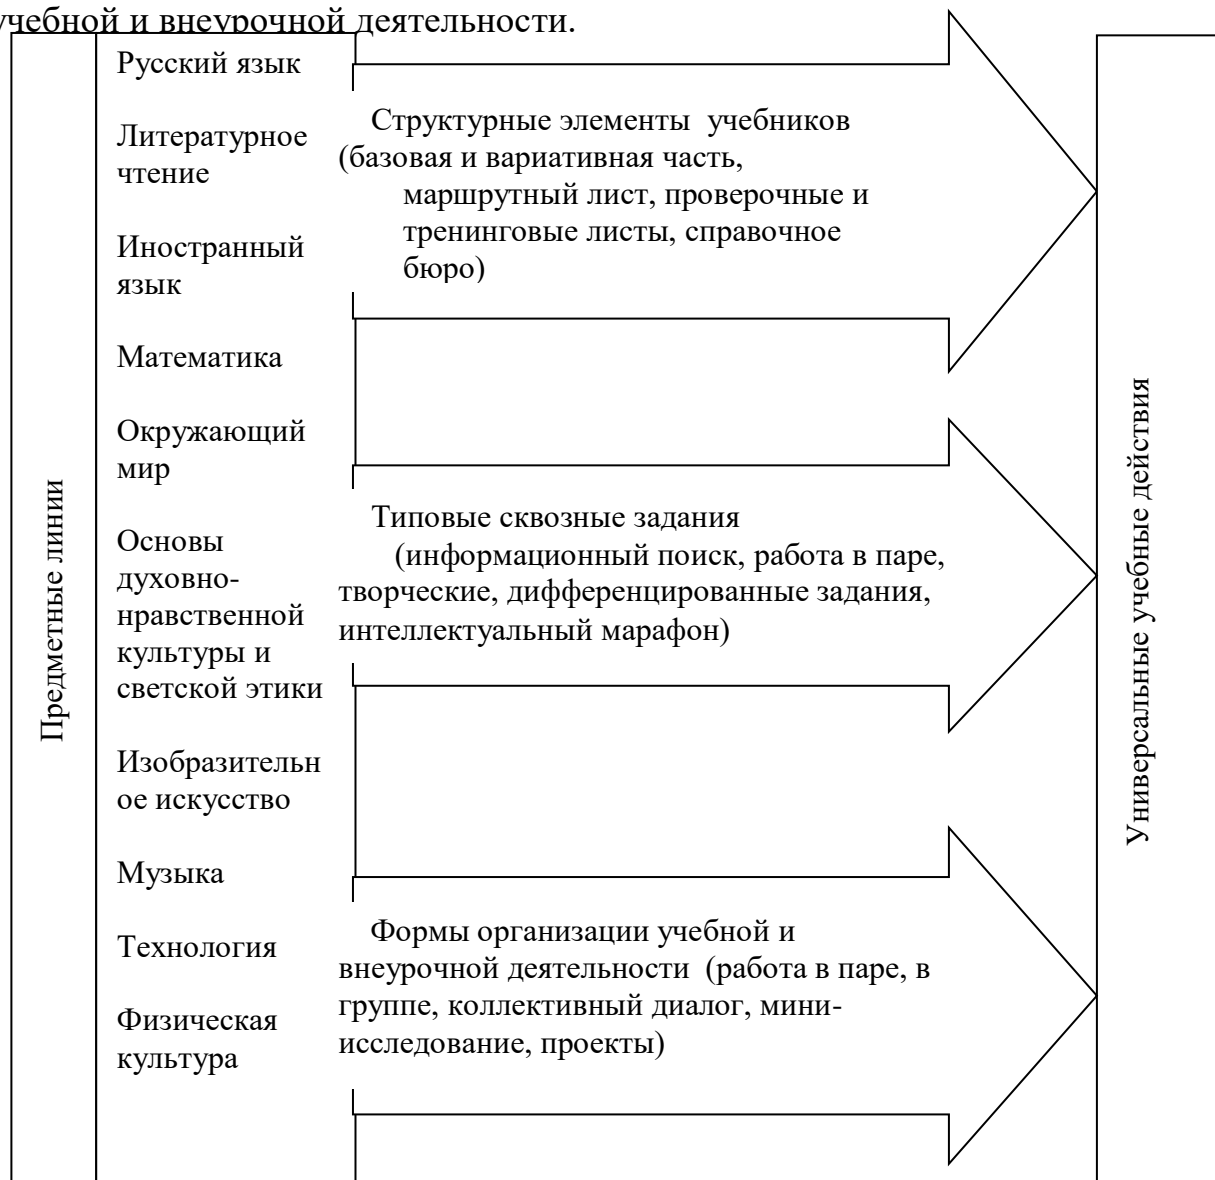 учебной и внеурочной деятельности.
Предметные линии
Русский язык
Литературное
чтение
Иностранный
язык
Математика
Окружающий
мир
Основы
духовно-
нравственной
культуры и
светской этики
Изобразительн
ое искусство
Музыка
Технология
Физическая
культура
Структурные элементы учебников
(базовая и вариативная часть,
маршрутный лист, проверочные и
тренинговые листы, справочное
бюро)
Типовые сквозные задания
(информационный поиск, работа в паре,
творческие, дифференцированные задания,
интеллектуальный марафон)
Формы организации учебной и
внеурочной деятельности (работа в паре, в
группе, коллективный диалог, мини-
исследование, проекты)
Универсальные учебные действия